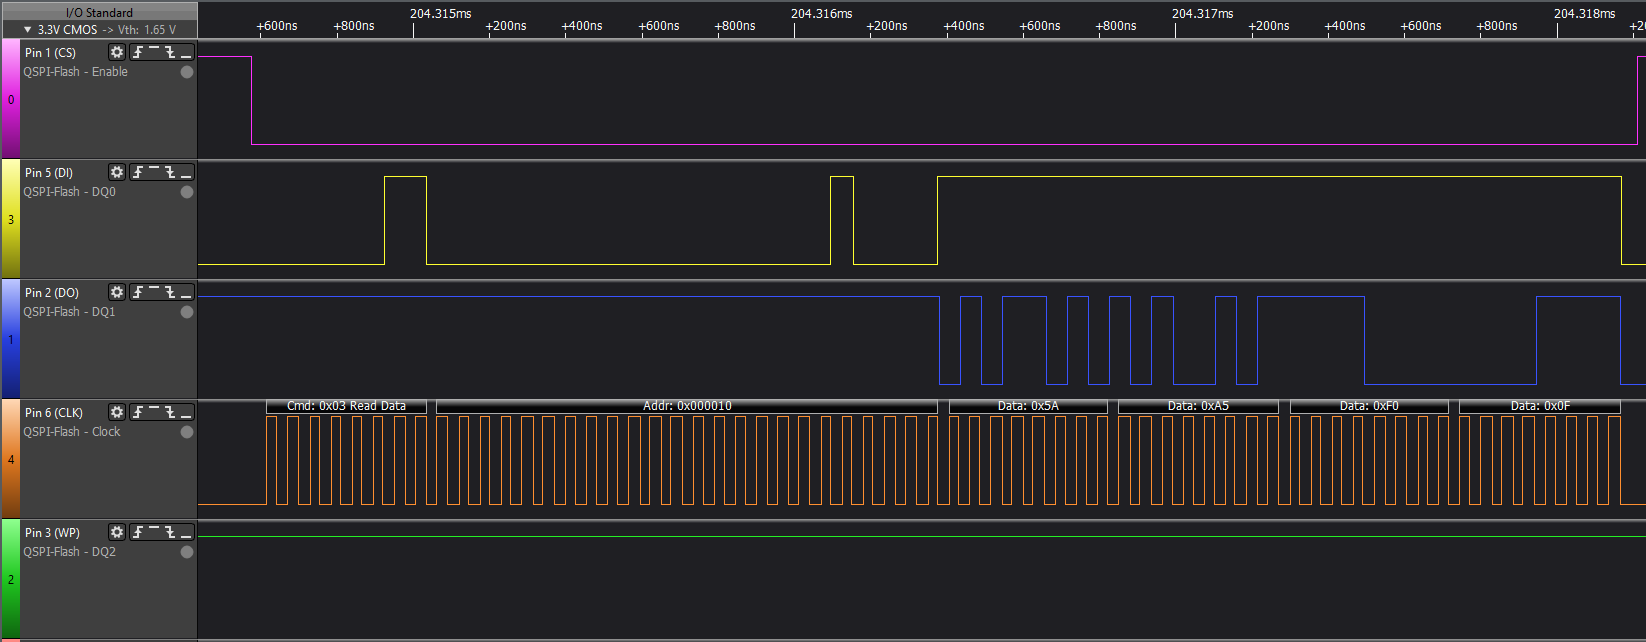 I/O Standard
▼ 3.3V CMOS -> Vth: 1.65 V
204.315ms 204.316ms 204.317ms 204.318ms
+600ns +800ns +200ns +400ns +600ns +800ns +200ns +400ns +600ns +800ns +200ns +400ns +600ns +800ns
Pin 1 (CS)
QSPI-Flash - Enable
0
Pin 5 (DI)
QSPI-Flash - DQ0
3
Pin 2 (DO)
QSPI-Flash - DQ1
1
Cmd: 0x03 Read Data Addr: 0x000010 Data: 0x5A Data: 0xA5 Data: 0xF0 Data: 0x0F
Pin 6 (CLK)
QSPI-Flash - Clock
4
Pin 3 (WP)
QSPI-Flash - DQ2
2